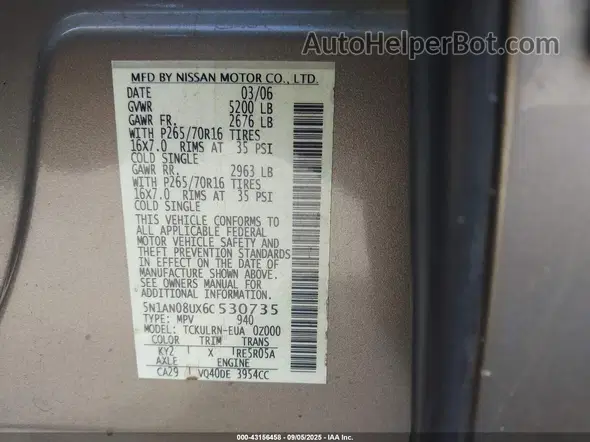 AutoHelperBot.com
MFD BY NISSAN MOTOR CO., LTD.
DATE 03/06
GVWR 5200 LB
GAWR FR. 2676 LB
WITH P265/70R16 TIRES
16X7.0 RIMS AT 35 PSI
COLD SINGLE
GAWR RR. 2963 LB
WITH P265/70R16 TIRES
16X7.0 RIMS AT 35 PSI
COLD SINGLE
THIS VEHICLE CONFORMS TO
ALL APPLICABLE FEDERAL
MOTOR VEHICLE SAFETY AND
THEFT PREVENTION STANDARDS
IN EFFECT ON THE DATE OF
MANUFACTURE SHOWN ABOVE.
SEE OWNERS MANUAL FOR
ADDITIONAL INFORMATION
5N1AN08UX6C530735
TYPE: MPV 940
MODEL: TCKULRN-EUA 0Z000
COLOR TRIM TRANS
KY2 X RE5R05A
AXLE ENGINE
CA29 VQ40DE 3954CC
000-43156458 - 09/05/2025 - IAA Inc.